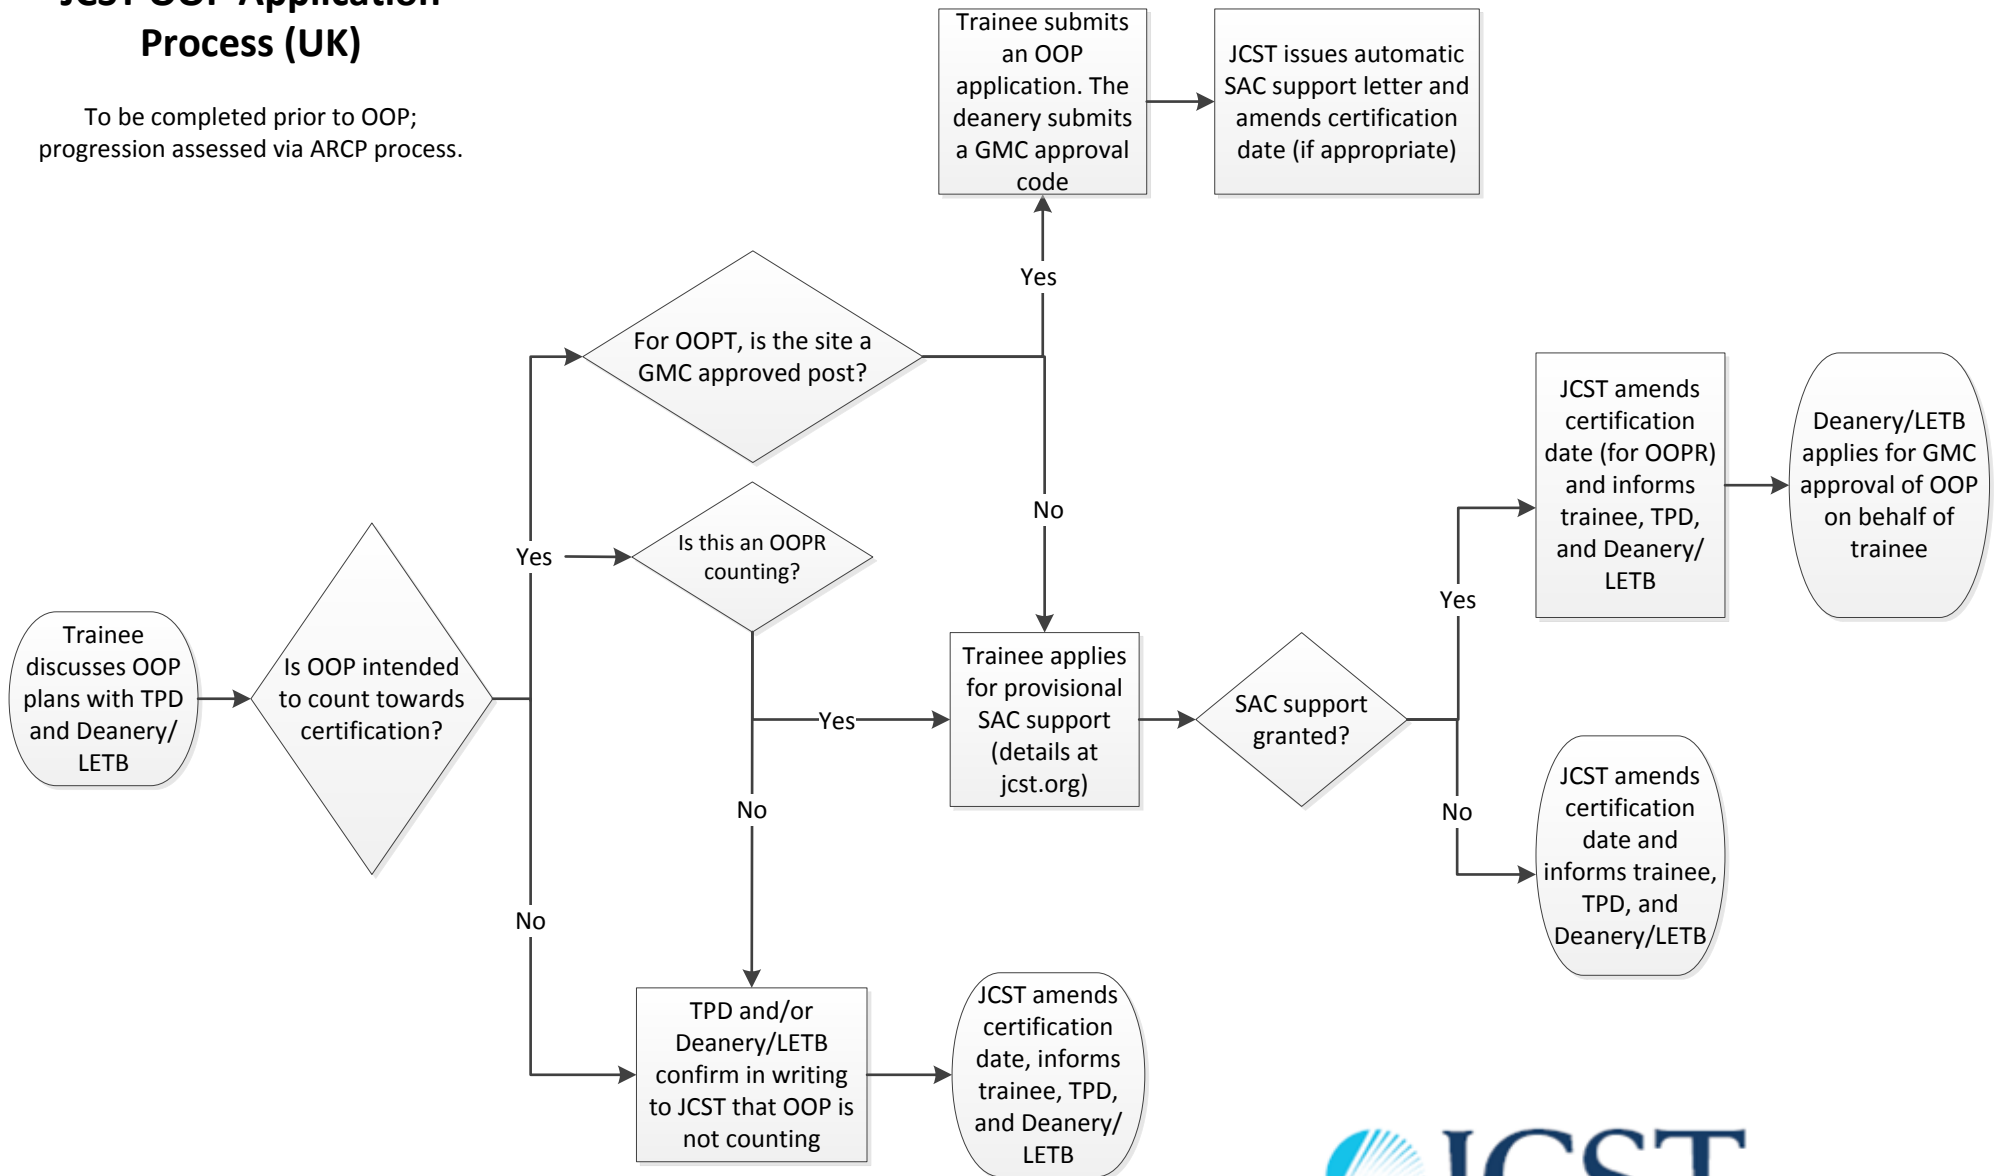 JCST OOP Application
Process (UK)
To be completed prior to OOP;
progression assessed via ARCP process.
Trainee submits
an OOP
application. The
deanery submits
a GMC approval
code
JCST issues automatic
SAC support letter and
amends certification
date (if appropriate)
Yes
For OOPT, is the site a
GMC approved post?
No
Yes
Is this an OOPR
counting?
JCST amends
certification
date (for OOPR)
and informs
trainee, TPD,
and Deanery/
LETB
Deanery/LETB
applies for GMC
approval of OOP
on behalf of
trainee
Trainee
discusses OOP
plans with TPD
and Deanery/
LETB
Is OOP intended
to count towards
certification?
Yes
Trainee applies
for provisional
SAC support
(details at
jcst.org)
SAC support
granted?
Yes
No
JCST amends
certification
date and
informs trainee,
TPD, and
Deanery/LETB
No
No
TPD and/or
Deanery/LETB
confirm in writing
to JCST that OOP is
not counting
JCST amends
certification
date, informs
trainee, TPD,
and Deanery/
LETB
JCST